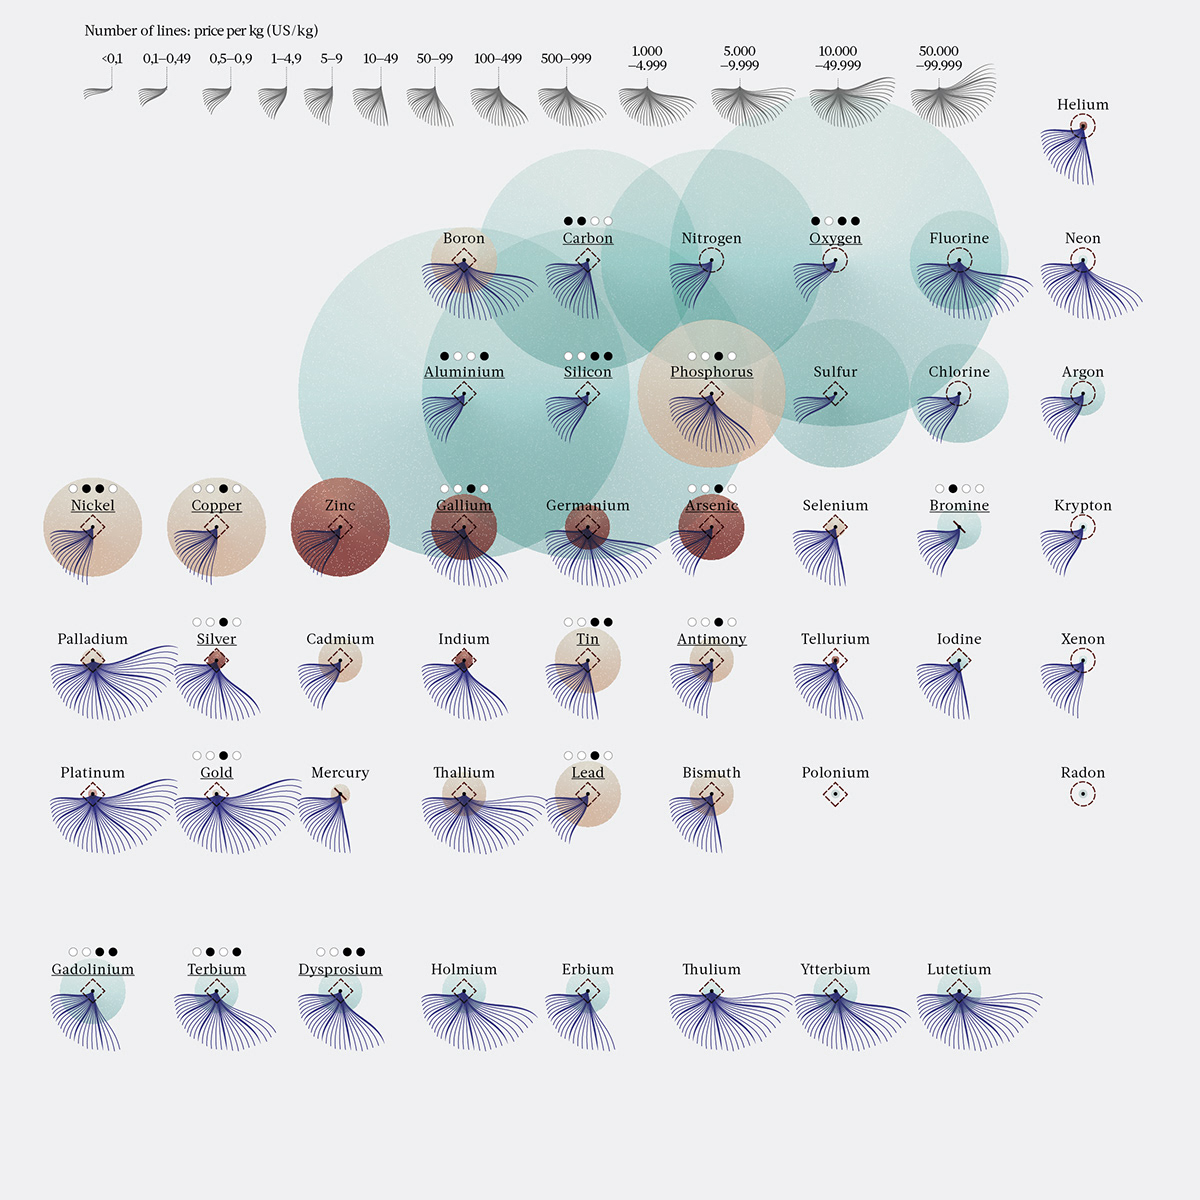 Number of lines: price per kg (US/kg)
<0,1
0,1–0,49
0,5–0,9
1–4,9
5–9
10–49
50–99
100–499
500–999
1.000
–4.999
5.000
–9.999
10.000
–49.999
50.000
–99.999
Helium
Boron
Carbon
Nitrogen
Oxygen
Fluorine
Neon
Aluminium
Silicon
Phosphorus
Sulfur
Chlorine
Argon
Nickel
Copper
Zinc
Gallium
Germanium
Arsenic
Selenium
Bromine
Krypton
Palladium
Silver
Cadmium
Indium
Tin
Antimony
Tellurium
Iodine
Xenon
Platinum
Gold
Mercury
Thallium
Lead
Bismuth
Polonium
Radon
Gadolinium
Terbium
Dysprosium
Holmium
Erbium
Thulium
Ytterbium
Lutetium